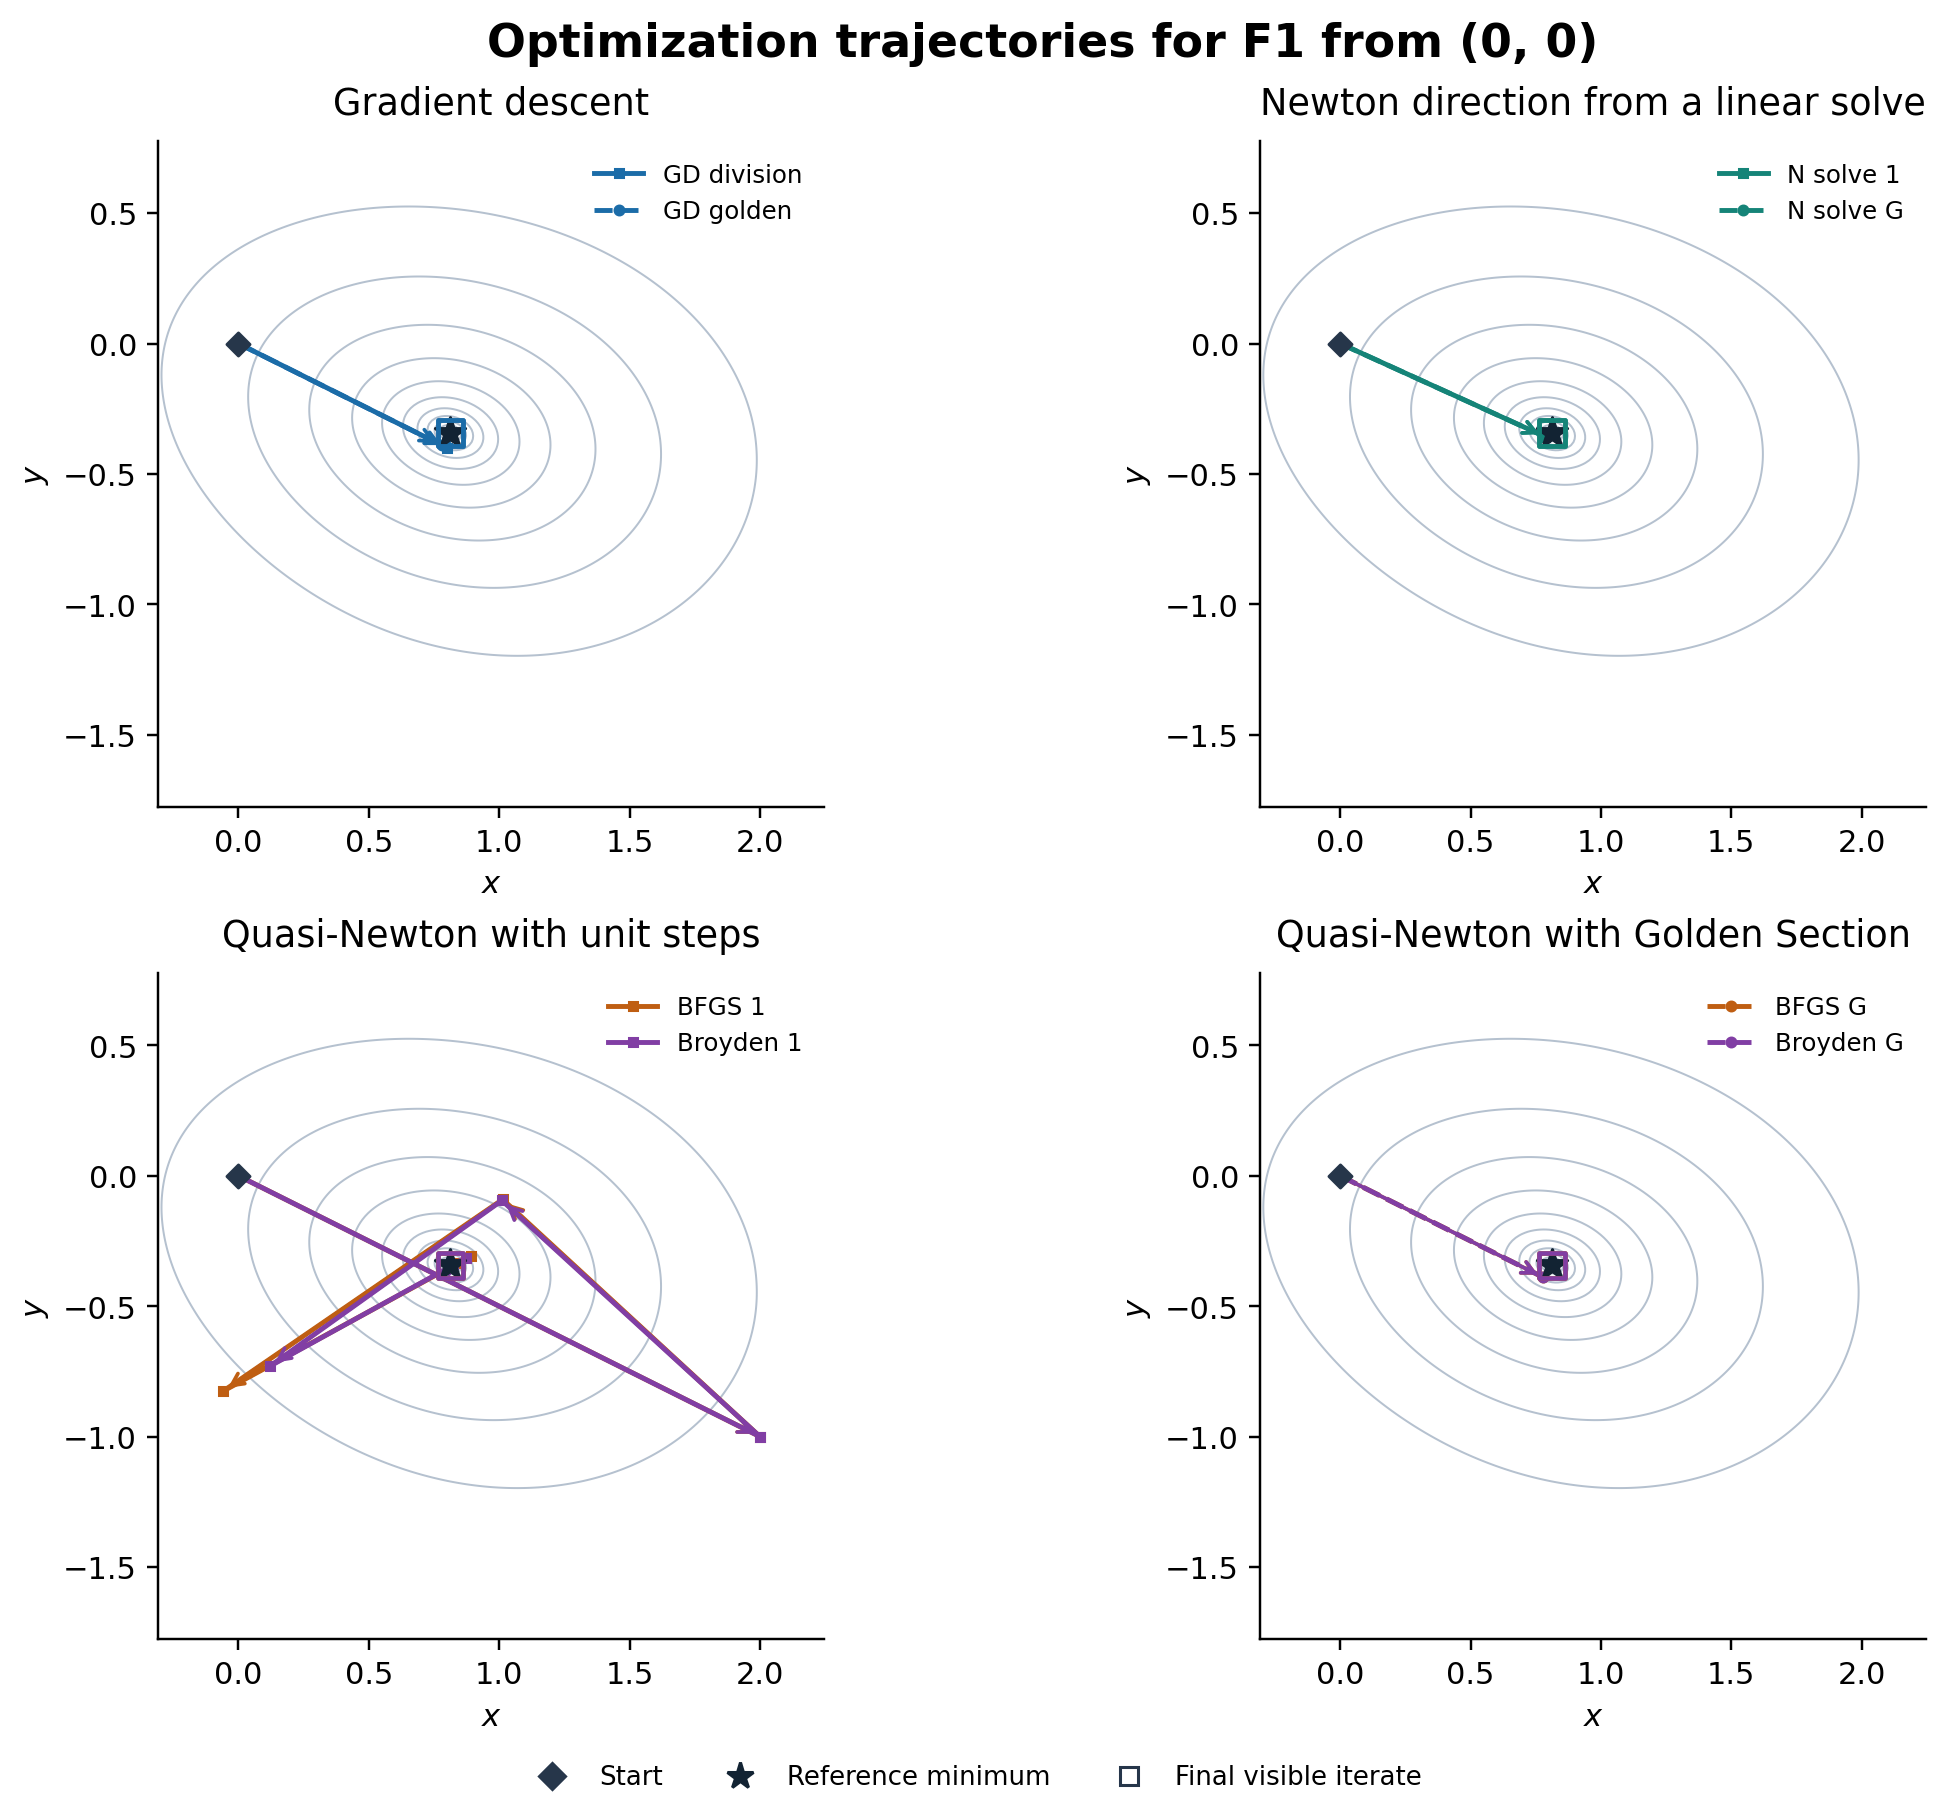 Optimization trajectories for F1 from (0, 0)
Gradient descent
GD division
GD golden
0.5
0.0
−0.5
−1.0
−1.5
y
0.0 0.5 1.0 1.5 2.0
x
Newton direction from a linear solve
N solve 1
N solve G
0.5
0.0
−0.5
−1.0
−1.5
y
0.0 0.5 1.0 1.5 2.0
x
Quasi-Newton with unit steps
BFGS 1
Broyden 1
0.5
0.0
−0.5
−1.0
−1.5
y
0.0 0.5 1.0 1.5 2.0
x
Quasi-Newton with Golden Section
BFGS G
Broyden G
0.5
0.0
−0.5
−1.0
−1.5
y
0.0 0.5 1.0 1.5 2.0
x
Start Reference minimum Final visible iterate